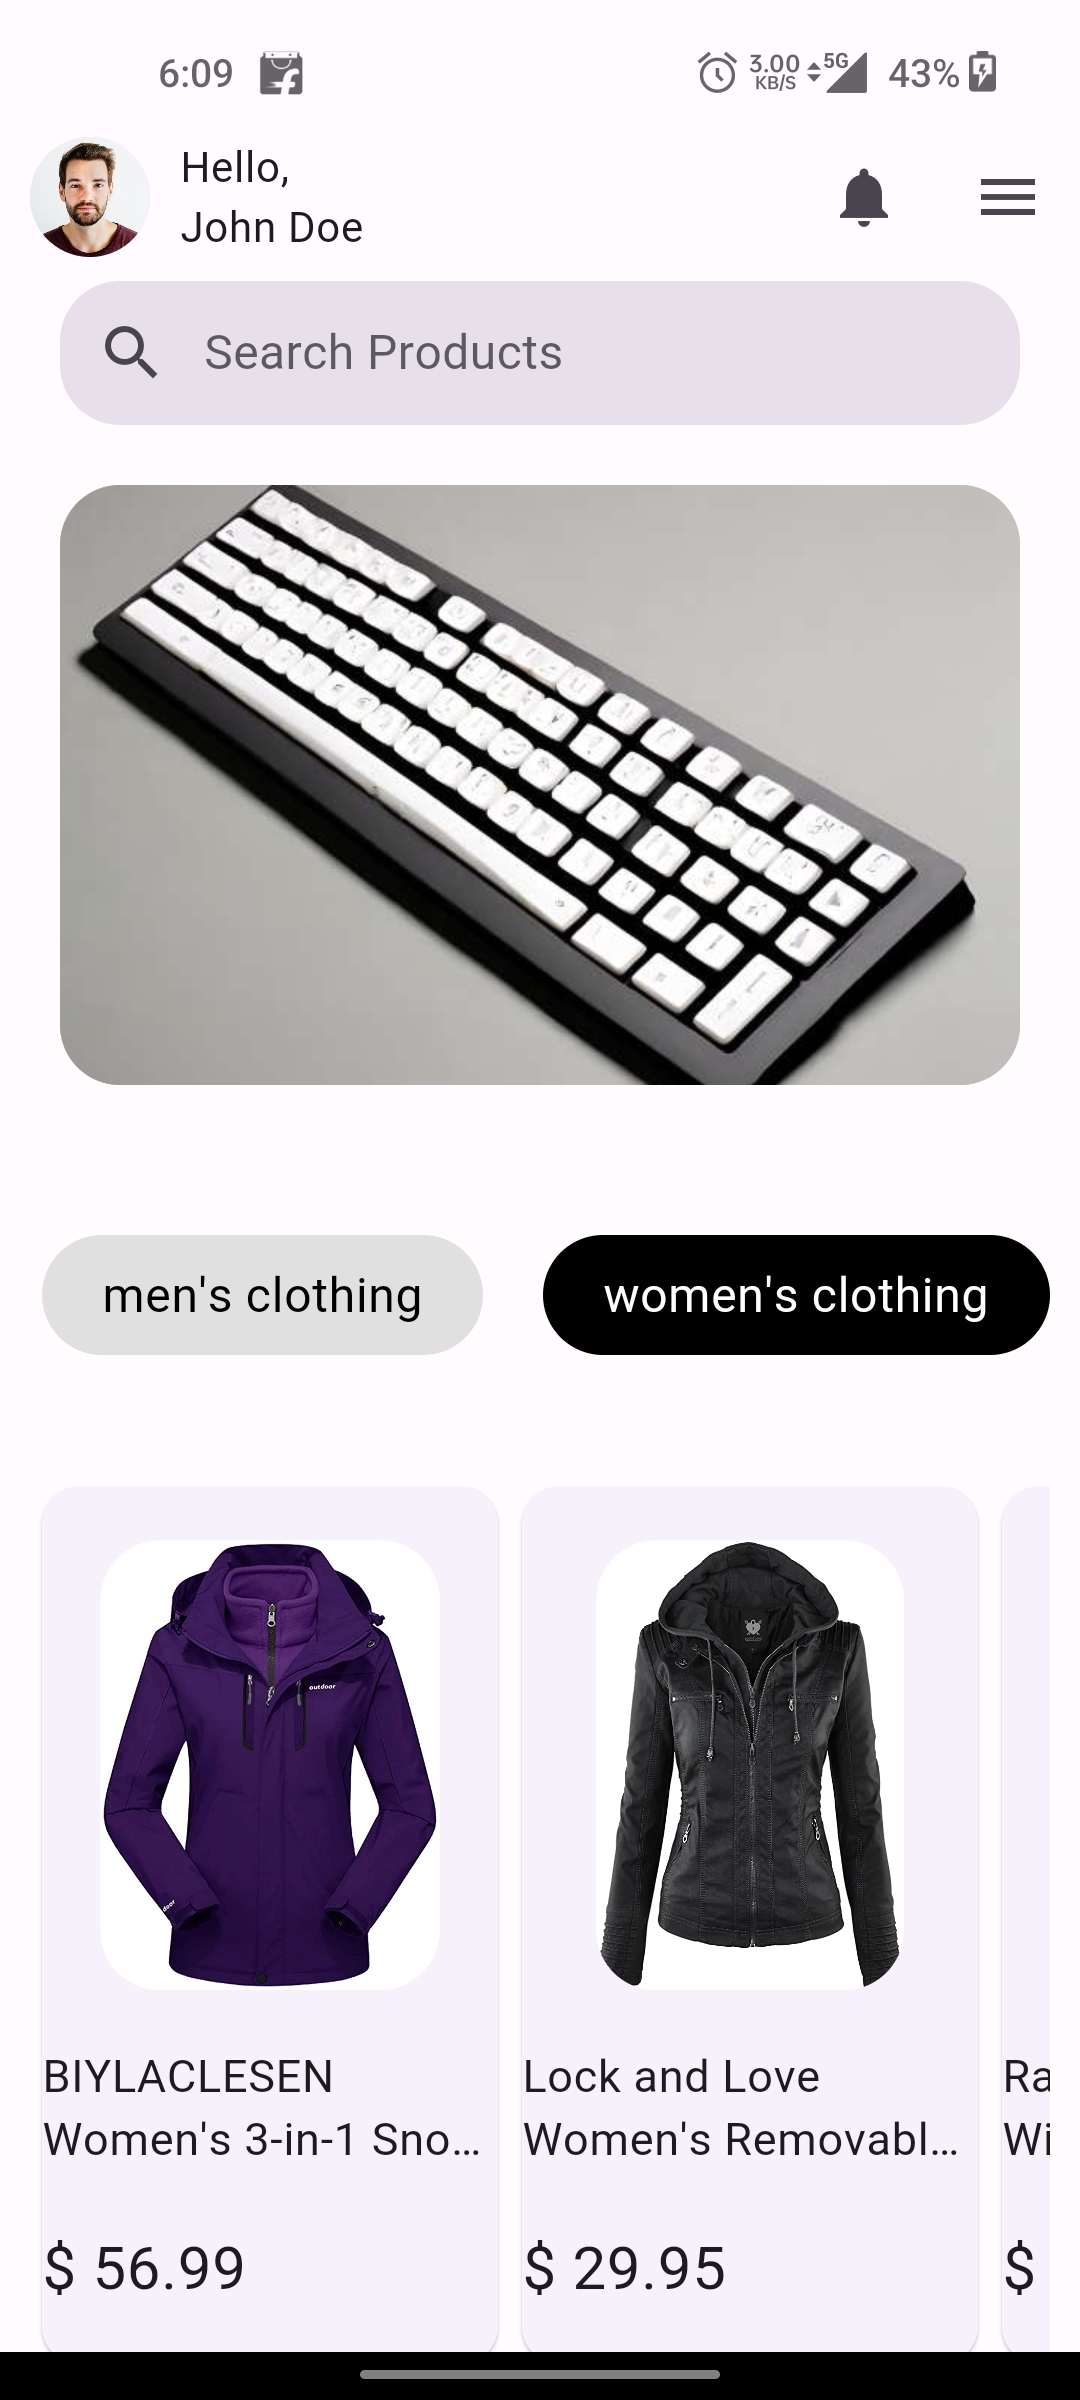 6:09
3.00 KB/S 5G 43%
Hello,
John Doe
Search Products
men's clothing
women's clothing
outdoor
door
BIYLACLESEN
Women's 3-in-1 Sno...
$ 56.99
Lock and Love
Women's Removabl...
$ 29.95
Ra
Wi
$